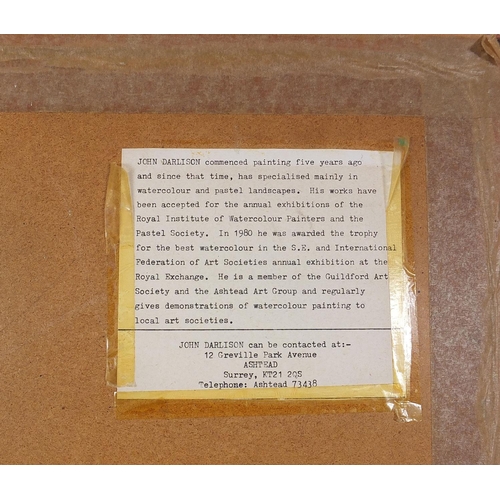 JOHN DARLISON commenced painting five years ago
and since that time, has specialised mainly in
watercolour and pastel landscapes. His works have
been accepted for the annual exhibitions of the
Royal Institute of Watercolour Painters and the
Pastel Society. In 1980 he was awarded the trophy
for the best watercolour in the S.E. and International
Federation of Art Societies annual exhibition at the
Royal Exchange. He is a member of the Guildford Art
Society and the Ashtead Art Group and regularly
gives demonstrations of watercolour painting to
local art societies.
JOHN DARLISON can be contacted at:-
12 Greville Park Avenue
ASHTEAD
Surrey, KT21 2QS
Telephone: Ashtead 73438